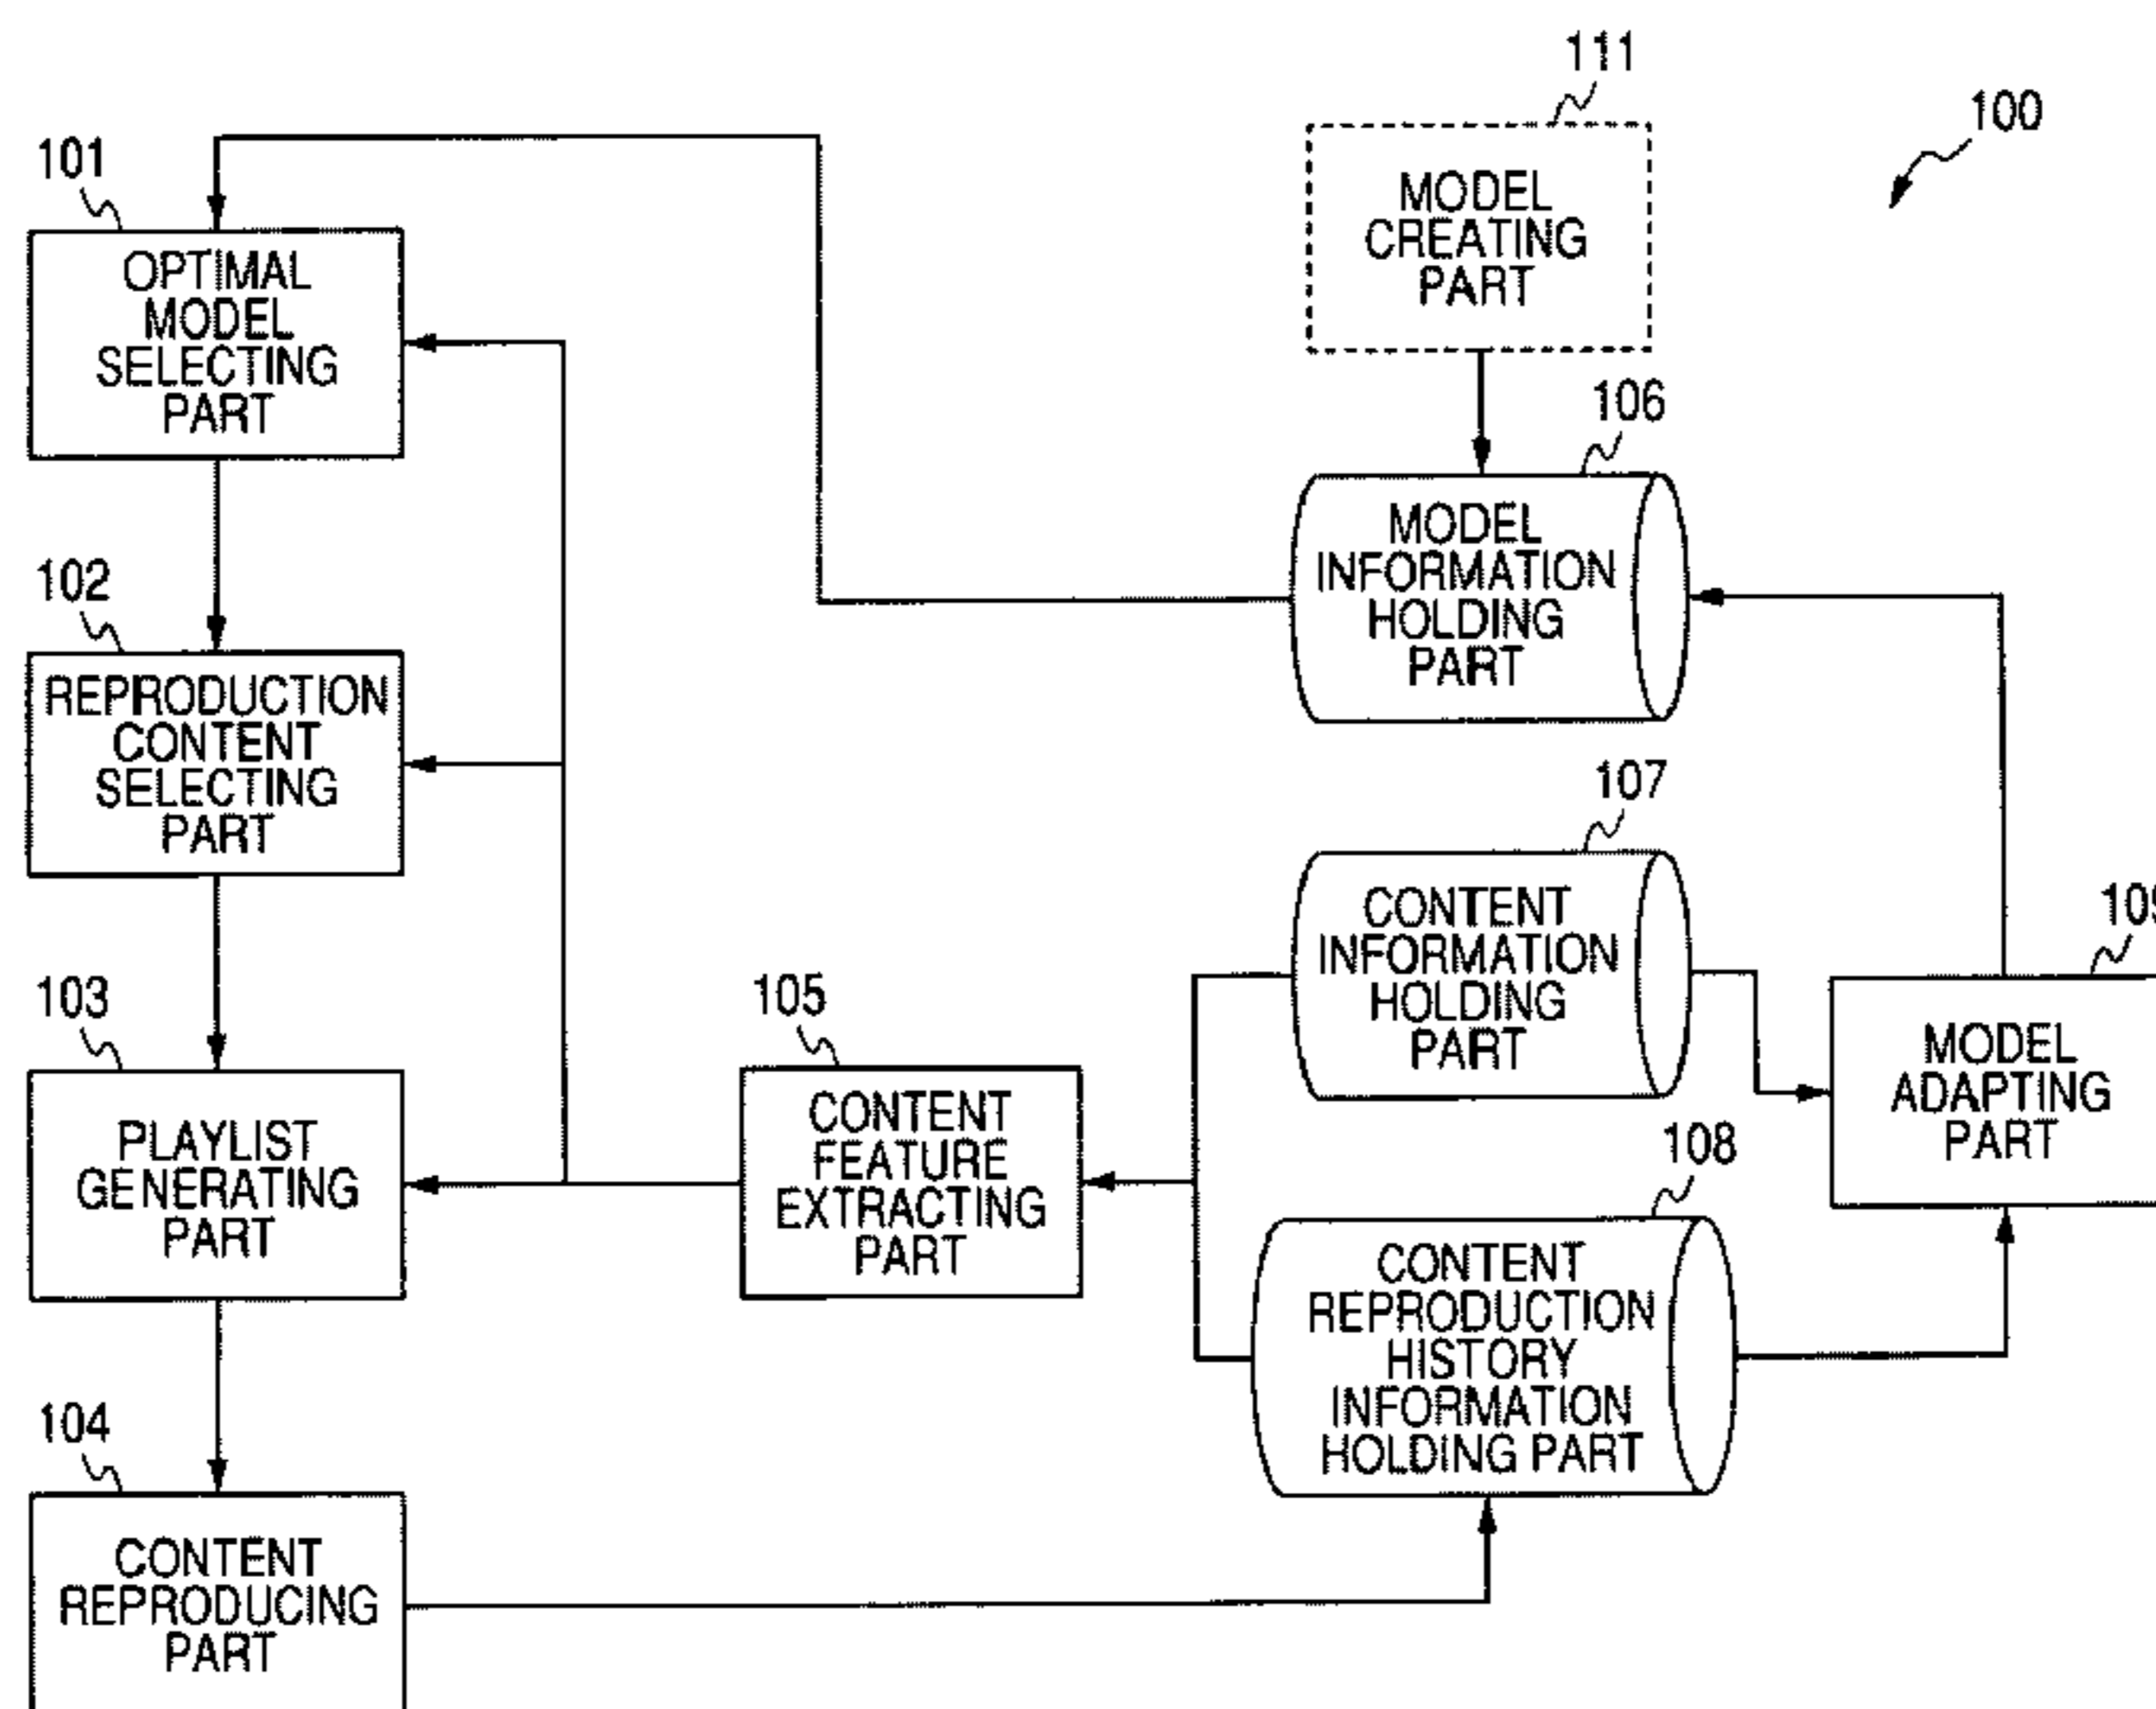 111
100
101
MODEL
CREATING
PART
OPTIMAL
MODEL
SELECTING
PART
106
MODEL
INFORMATION
HOLDING
PART
102
REPRODUCTION
CONTENT
SELECTING
PART
107
CONTENT
INFORMATION
HOLDING
PART
103
105
MODEL
ADAPTING
PART
PLAYLIST
GENERATING
PART
CONTENT
FEATURE
EXTRACTING
PART
108
CONTENT
REPRODUCTION
HISTORY
INFORMATION
HOLDING PART
104
CONTENT
REPRODUCING
PART